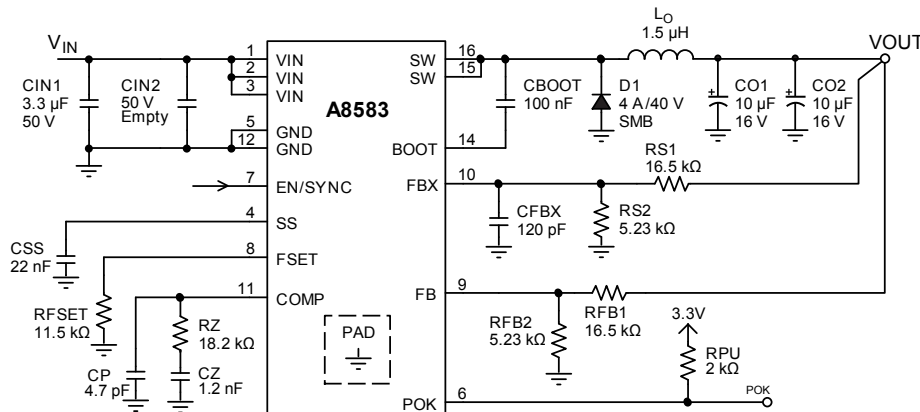 LO
1.5 µH
VIN
VOUT
1
2
3
VIN
VIN
VIN
SW
SW
16
15
CIN1
3.3 µF
50 V
CIN2
50 V
Empty
A8583
CBOOT
100 nF
D1
4 A/40 V
SMB
CO1
10 µF
16 V
CO2
10 µF
16 V
5
12
GND
GND
BOOT
14
RS1
16.5 kΩ
7
EN/SYNC
FBX
10
CFBX
120 pF
RS2
5.23 kΩ
4
SS
CSS
22 nF
8
FSET
RFSET
11.5 kΩ
11
COMP
FB
9
RFB1
16.5 kΩ
RFB2
5.23 kΩ
3.3V
RZ
18.2 kΩ
PAD
RPU
2 kΩ
CP
4.7 pF
CZ
1.2 nF
POK
6
POK